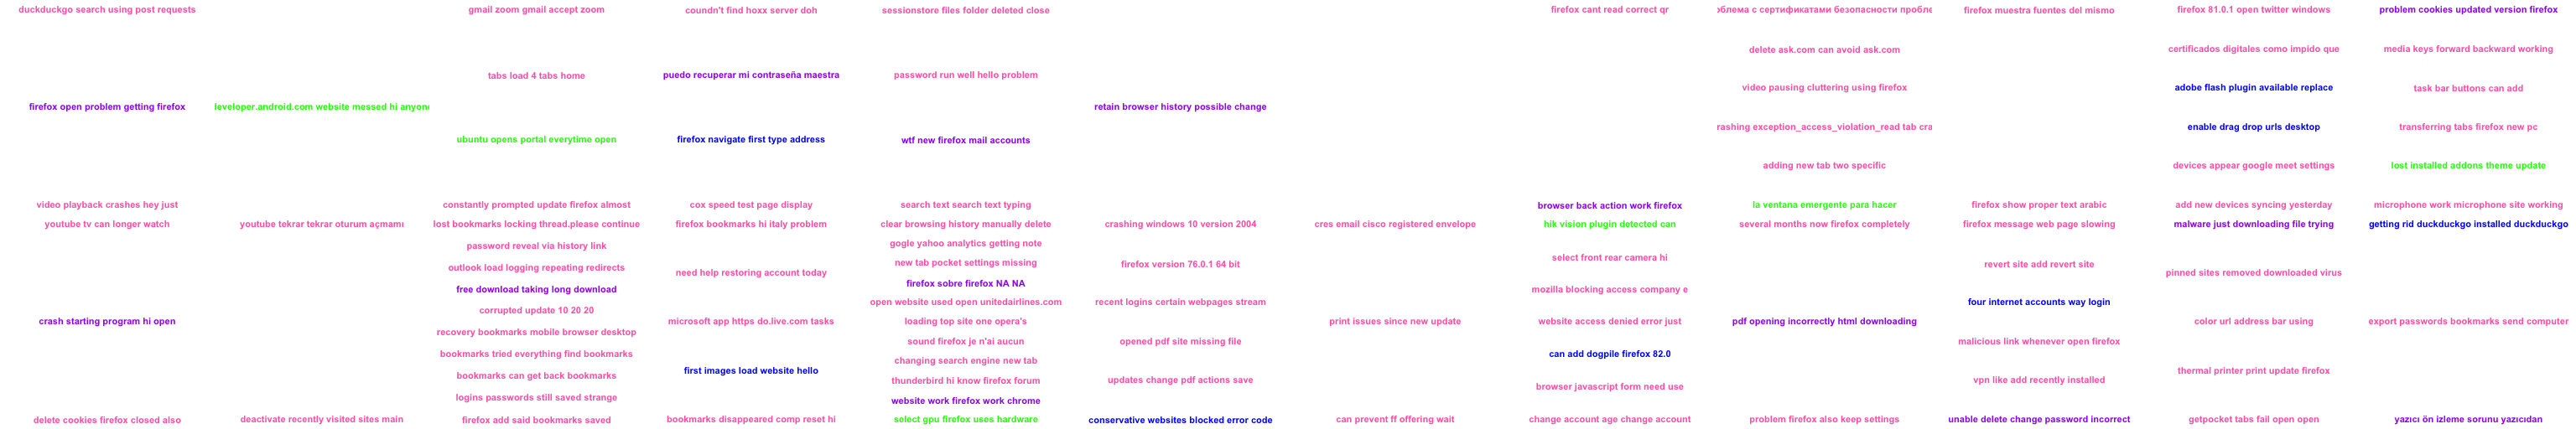 duckduckgo search using post requests
gmail zoom gmail accept zoom
coundn't find hoxx server doh
sessionstore files folder deleted close
firefox cant read correct qr
блема с сертификатами безопасности пробле
firefox muestra fuentes del mismo
firefox 81.0.1 open twitter windows
problem cookies updated version firefox
delete ask.com can avoid ask.com
certificados digitales como impido que
media keys forward backward working
tabs load 4 tabs home
puedo recuperar mi contraseña maestra
password run well hello problem
video pausing cluttering using firefox
adobe flash plugin available replace
task bar buttons can add
firefox open problem getting firefox
leveloper.android.com website messed hi anyon
retain browser history possible change
rashing exception_access_violation_read tab cra
enable drag drop urls desktop
transferring tabs firefox new pc
ubuntu opens portal everytime open
firefox navigate first type address
wtf new firefox mail accounts
adding new tab two specific
devices appear google meet settings
lost installed addons theme update
video playback crashes hey just
constantly prompted update firefox almost
cox speed test page display
search text search text typing
browser back action work firefox
la ventana emergente para hacer
firefox show proper text arabic
add new devices syncing yesterday
microphone work microphone site working
youtube tv can longer watch
youtube tekrar tekrar oturum açmamı
lost bookmarks locking thread.please continue
firefox bookmarks hi italy problem
clear browsing history manually delete
crashing windows 10 version 2004
cres email cisco registered envelope
hik vision plugin detected can
several months now firefox completely
firefox message web page slowing
malware just downloading file trying
getting rid duckduckgo installed duckduckgo
password reveal via history link
gogle yahoo analytics getting note
outlook load logging repeating redirects
need help restoring account today
new tab pocket settings missing
firefox version 76.0.1 64 bit
select front rear camera hi
revert site add revert site
pinned sites removed downloaded virus
free download taking long download
firefox sobre firefox NA NA
mozilla blocking access company e
corrupted update 10 20 20
open website used open unitedairlines.com
recent logins certain webpages stream
four internet accounts way login
crash starting program hi open
recovery bookmarks mobile browser desktop
microsoft app https do.live.com tasks
loading top site one opera's
print issues since new update
website access denied error just
pdf opening incorrectly html downloading
color url address bar using
export passwords bookmarks send computer
bookmarks tried everything find bookmarks
sound firefox je n'ai aucun
opened pdf site missing file
can add dogpile firefox 82.0
malicious link whenever open firefox
bookmarks can get back bookmarks
first images load website hello
changing search engine new tab
thunderbird hi know firefox forum
updates change pdf actions save
browser javascript form need use
vpn like add recently installed
thermal printer print update firefox
logins passwords still saved strange
website work firefox work chrome
delete cookies firefox closed also
deactivate recently visited sites main
firefox add said bookmarks saved
bookmarks disappeared comp reset hi
select gpu firefox uses hardware
conservative websites blocked error code
can prevent ff offering wait
change account age change account
problem firefox also keep settings
unable delete change password incorrect
getpocket tabs fail open open
yazıcı ön izleme sorunu yazıcıdan